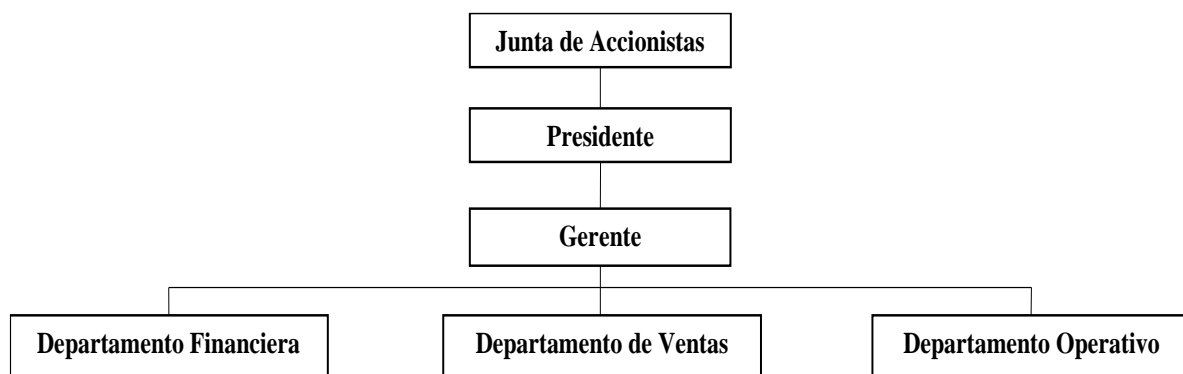 Junta de Accionistas
Presidente
Gerente
Departamento Financiera
Departamento de Ventas
Departamento Operativo